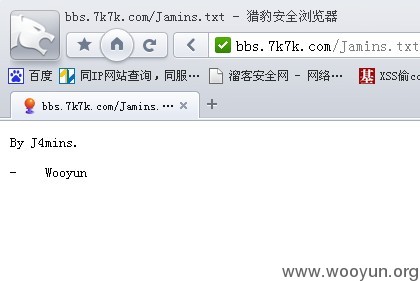 bbs.7k7k.com/Jamins.txt - 猎豹安全浏览器
bbs.7k7k.com/Jamins.txt
百度 同IP网站查询，同服… 溜客安全网 - 网络… 基 XSS偷co
bbs.7k7k.com/Jamins.…
By J4mins.
- Wooyun
www.wooyun.org